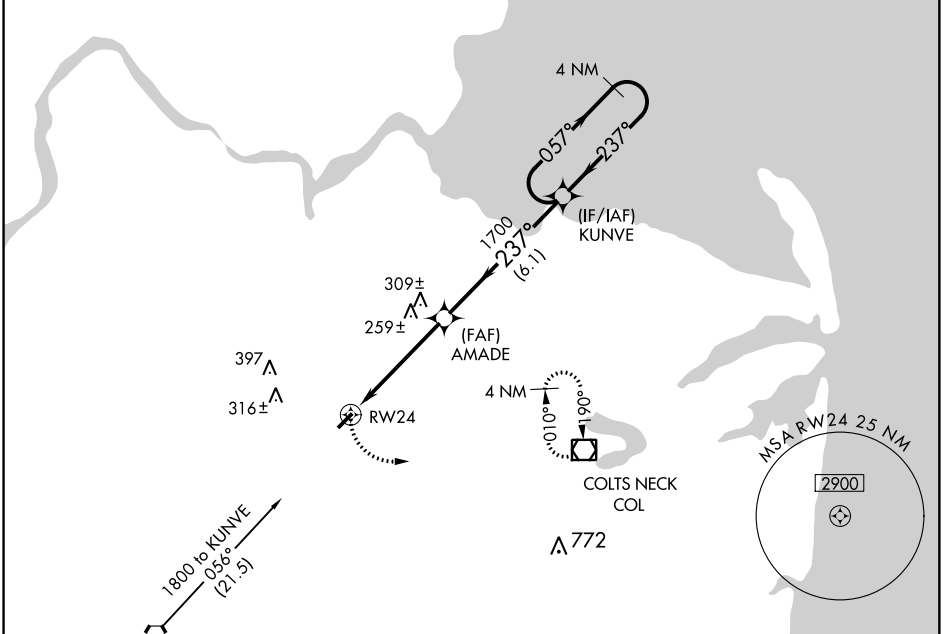 4 NM
057°
237°
(IF/IAF)
KUNVE
1700
237°
(6.1)
309±
259±
(FAF)
AMADE
397
316±
4 NM
RW24
010°
190°
MSA RW24 25 NM
2900
COLTS NECK
COL
772
1800 to KUNVE
056°
(21.5)